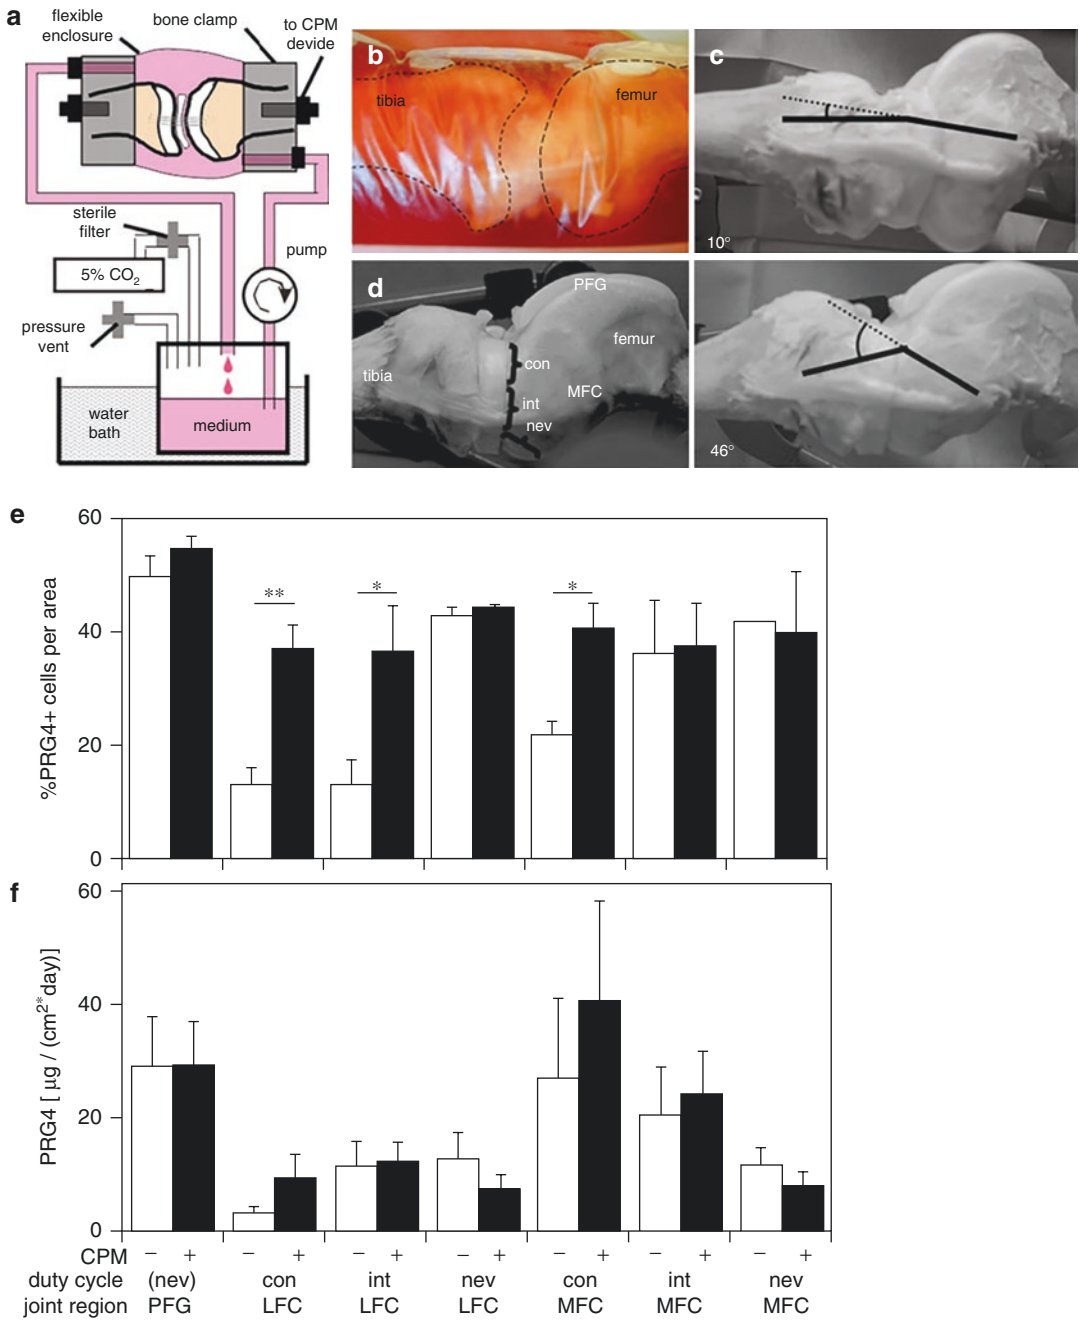 a
flexible
enclosure
bone clamp
to CPM
devide
sterile
filter
5% CO2
pump
pressure
vent
water
bath
medium
b
tibia
femur
c
10°
46°
d
PFG
femur
tibia
con
MFC
int
nev
e
%PRG4+ cells per area
60
40
20
0
**
*
*
f
PRG4 [ µg / (cm2*day)]
60
40
20
0
CPM − + − + − + − + − + − + − +
duty cycle (nev) con int nev con int nev
joint region PFG LFC LFC LFC MFC MFC MFC